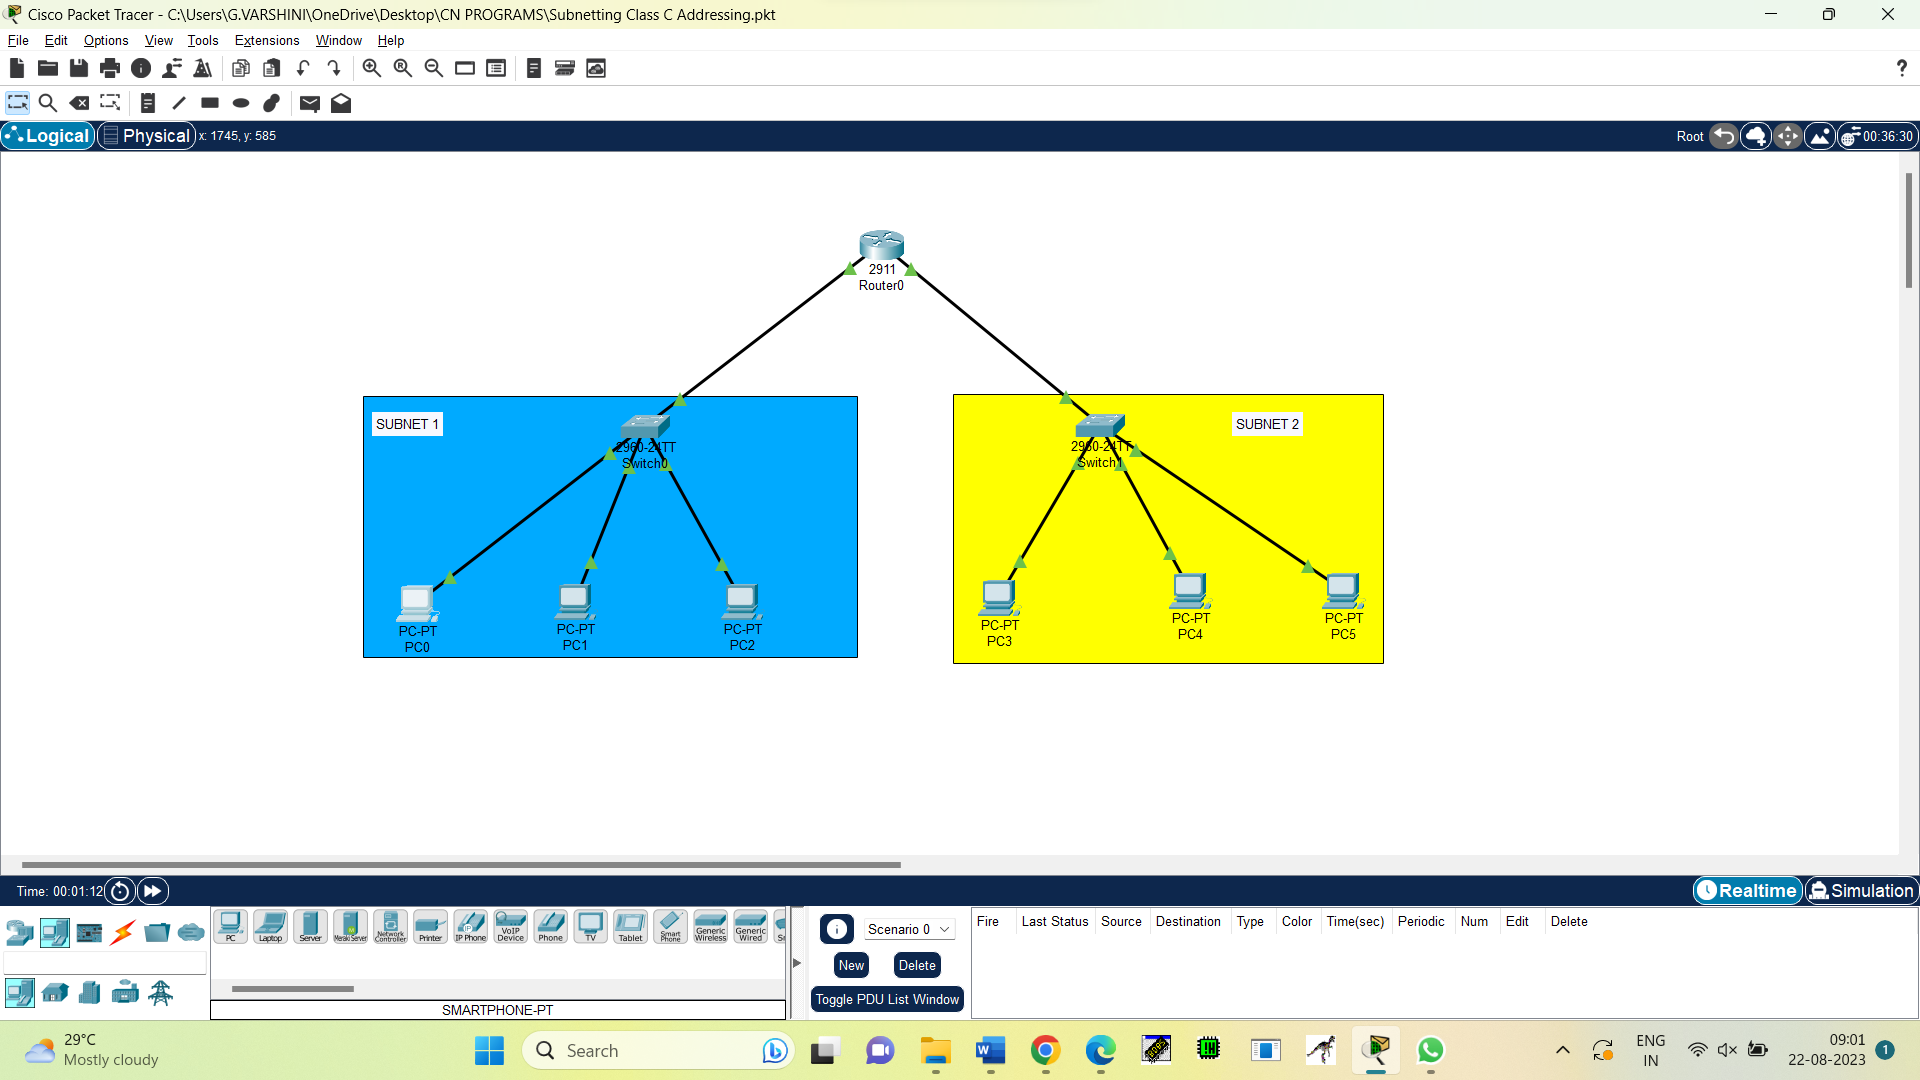 Cisco Packet Tracer - C:\Users\G.VARSHINI\OneDrive\Desktop\CN PROGRAMS\Subnetting Class C Addressing.pkt
File Edit Options View Tools Extensions Window Help
?
Logical Physical x: 1745, y: 585 Root 00:36:30
2911
Router0
SUBNET 1
2960-24TT
Switch0
PC-PT
PC0
PC-PT
PC1
PC-PT
PC2
SUBNET 2
2960-24TT
Switch1
PC-PT
PC3
PC-PT
PC4
PC-PT
PC5
Time: 00:01:12 Realtime Simulation
PC Laptop Server Meraki Server Network Controller Printer IP Phone VoIP Device Phone TV Tablet Smart Phone Generic Wireless Generic Wired
SMARTPHONE-PT
Scenario 0
New Delete
Toggle PDU List Window
Fire Last Status Source Destination Type Color Time(sec) Periodic Num Edit Delete
29°C
Mostly cloudy
Search
ENG
IN
09:01
22-08-2023
1